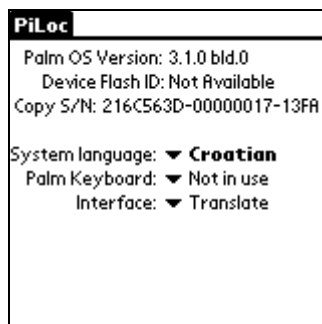 PiLoc
Palm OS Version: 3.1.0 bld.0
Device Flash ID: Not Available
Copy S/N: 216C563D-00000017-13FA
System language: Croatian
Palm Keyboard: Not in use
Interface: Translate